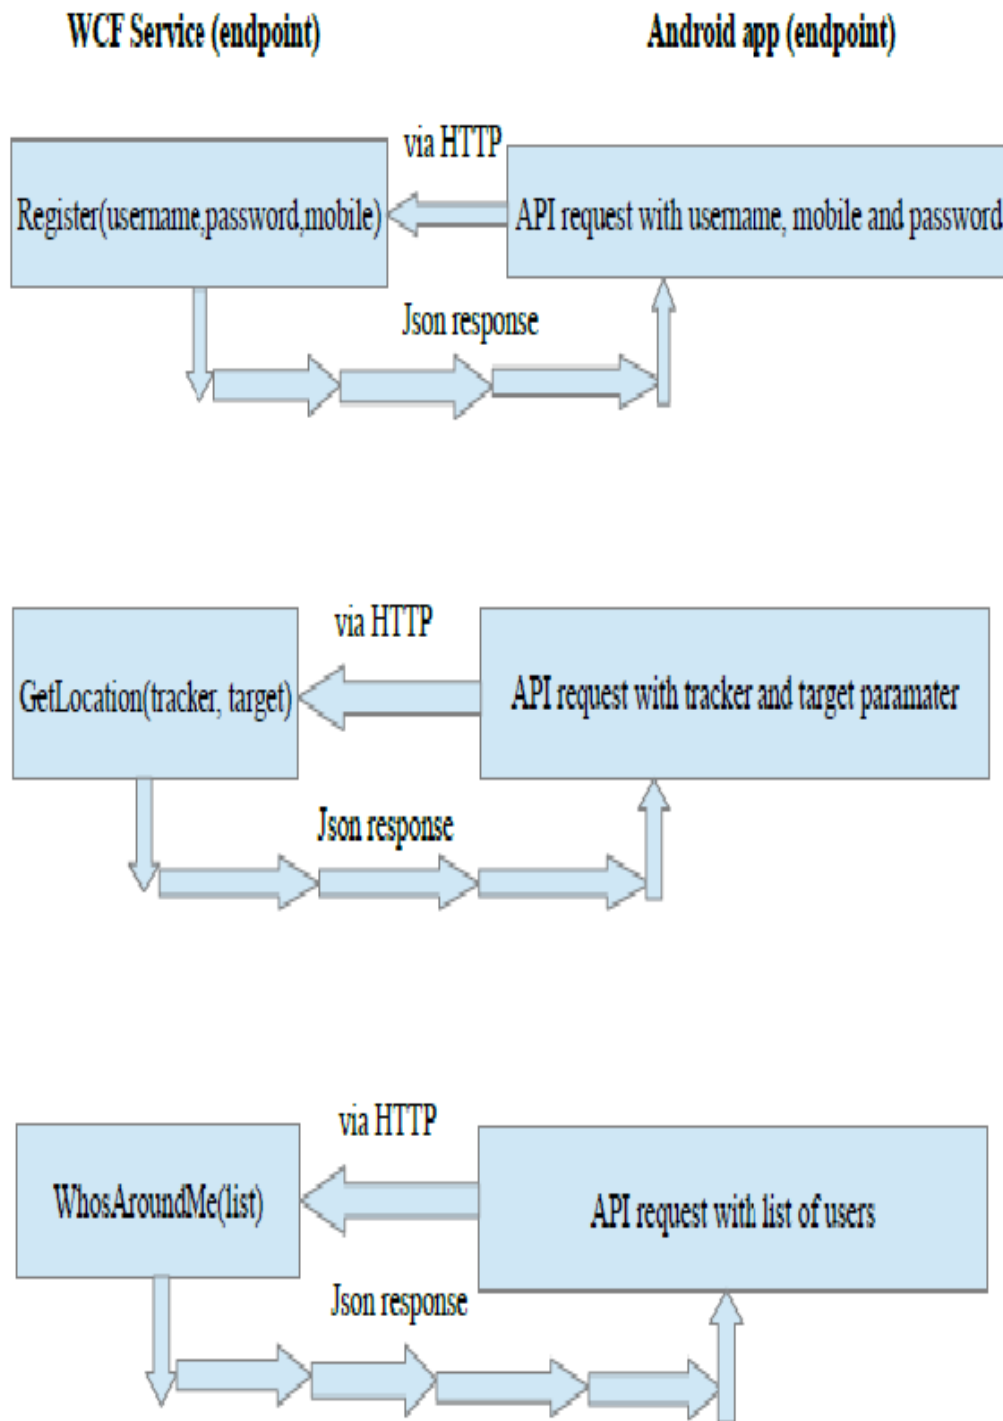 WCF Service (endpoint)
Android app (endpoint)
via HTTP
Register(username,password,mobile)
API request with username, mobile and password
Json response
via HTTP
GetLocation(tracker, target)
API request with tracker and target paramater
Json response
via HTTP
WhosAroundMe(list)
API request with list of users
Json response